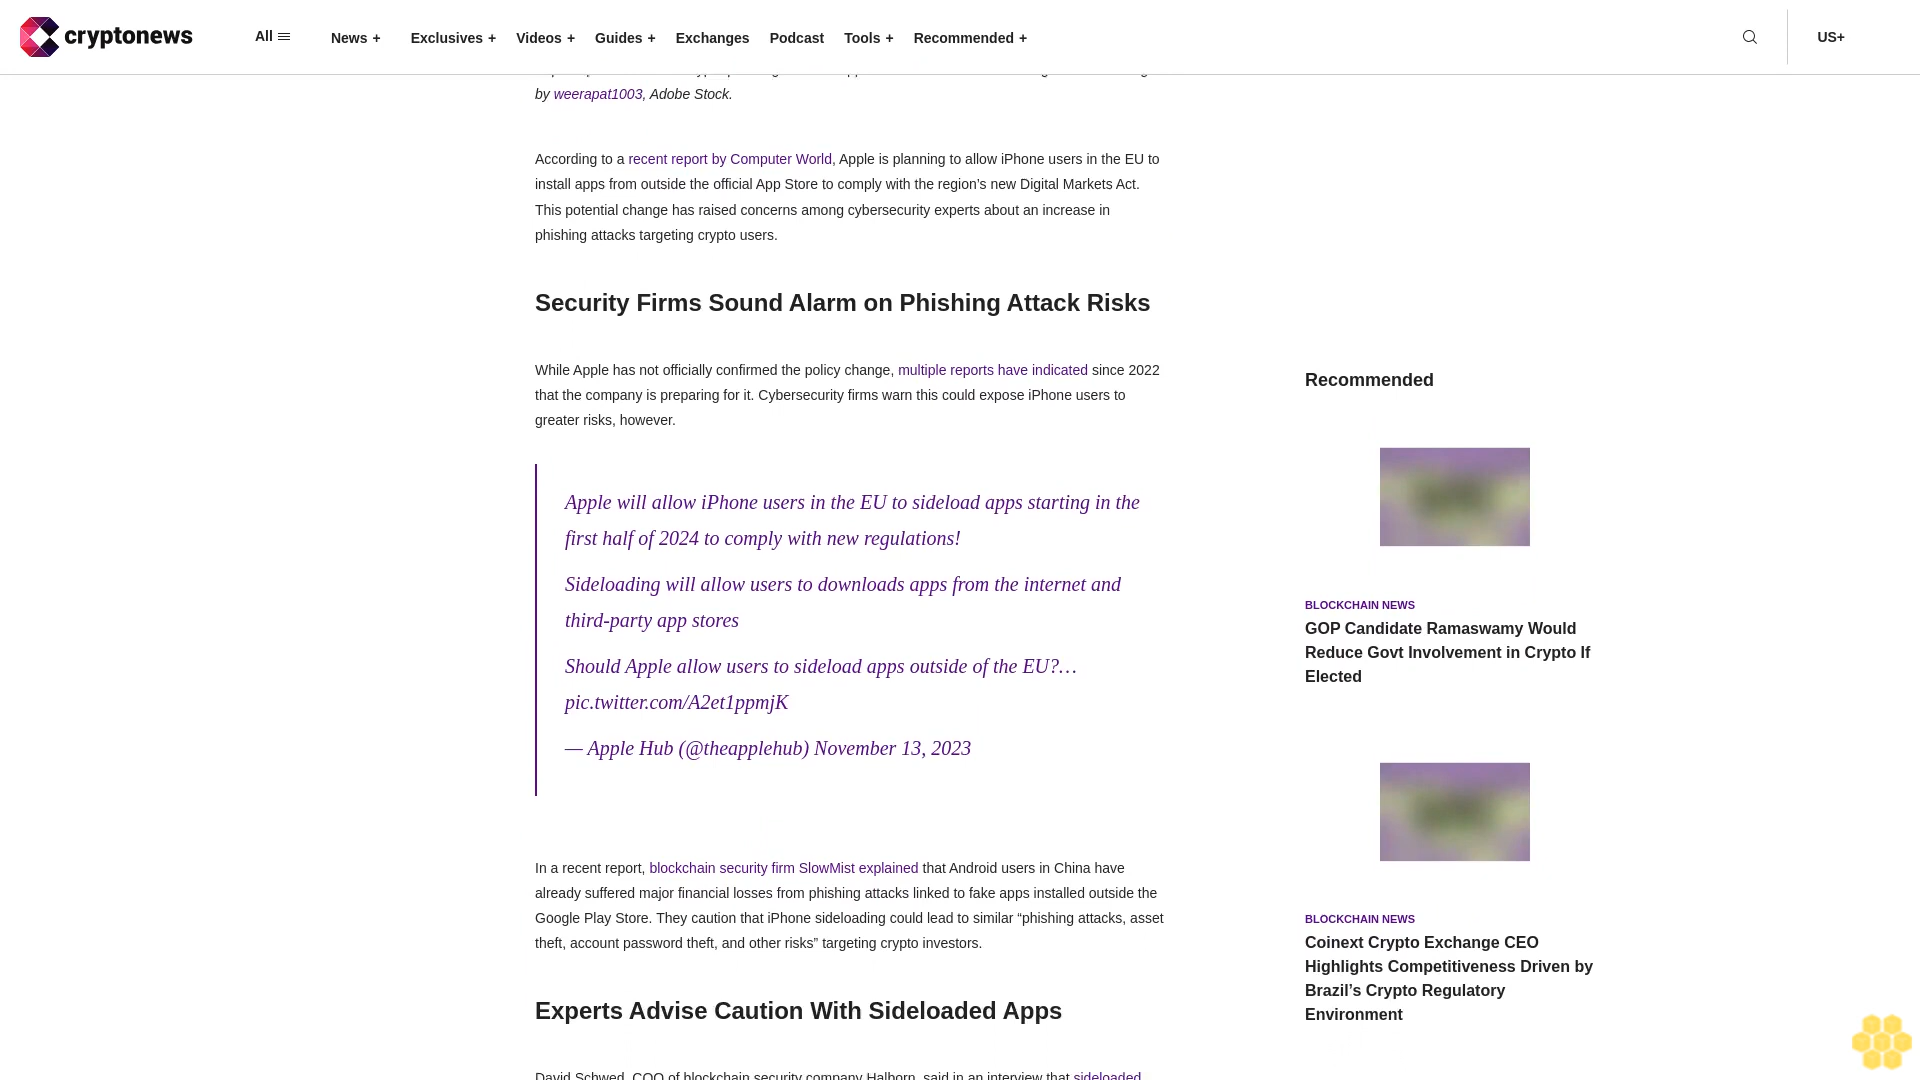 cryptonews
All
News +
Exclusives +
Videos +
Guides +
Exchanges
Podcast
Tools +
Recommended +
US+
by weerapat1003, Adobe Stock.
According to a recent report by Computer World, Apple is planning to allow iPhone users in the EU to
install apps from outside the official App Store to comply with the region’s new Digital Markets Act.
This potential change has raised concerns among cybersecurity experts about an increase in
phishing attacks targeting crypto users.
Security Firms Sound Alarm on Phishing Attack Risks
While Apple has not officially confirmed the policy change, multiple reports have indicated since 2022
that the company is preparing for it. Cybersecurity firms warn this could expose iPhone users to
greater risks, however.
Apple will allow iPhone users in the EU to sideload apps starting in the
first half of 2024 to comply with new regulations!
Sideloading will allow users to downloads apps from the internet and
third-party app stores
Should Apple allow users to sideload apps outside of the EU?…
pic.twitter.com/A2et1ppmjK
— Apple Hub (@theapplehub) November 13, 2023
In a recent report, blockchain security firm SlowMist explained that Android users in China have
already suffered major financial losses from phishing attacks linked to fake apps installed outside the
Google Play Store. They caution that iPhone sideloading could lead to similar “phishing attacks, asset
theft, account password theft, and other risks” targeting crypto investors.
Experts Advise Caution With Sideloaded Apps
David Schwed, COO of blockchain security company Halborn, said in an interview that sideloaded
Recommended
BLOCKCHAIN NEWS
GOP Candidate Ramaswamy Would
Reduce Govt Involvement in Crypto If
Elected
BLOCKCHAIN NEWS
Coinext Crypto Exchange CEO
Highlights Competitiveness Driven by
Brazil’s Crypto Regulatory
Environment